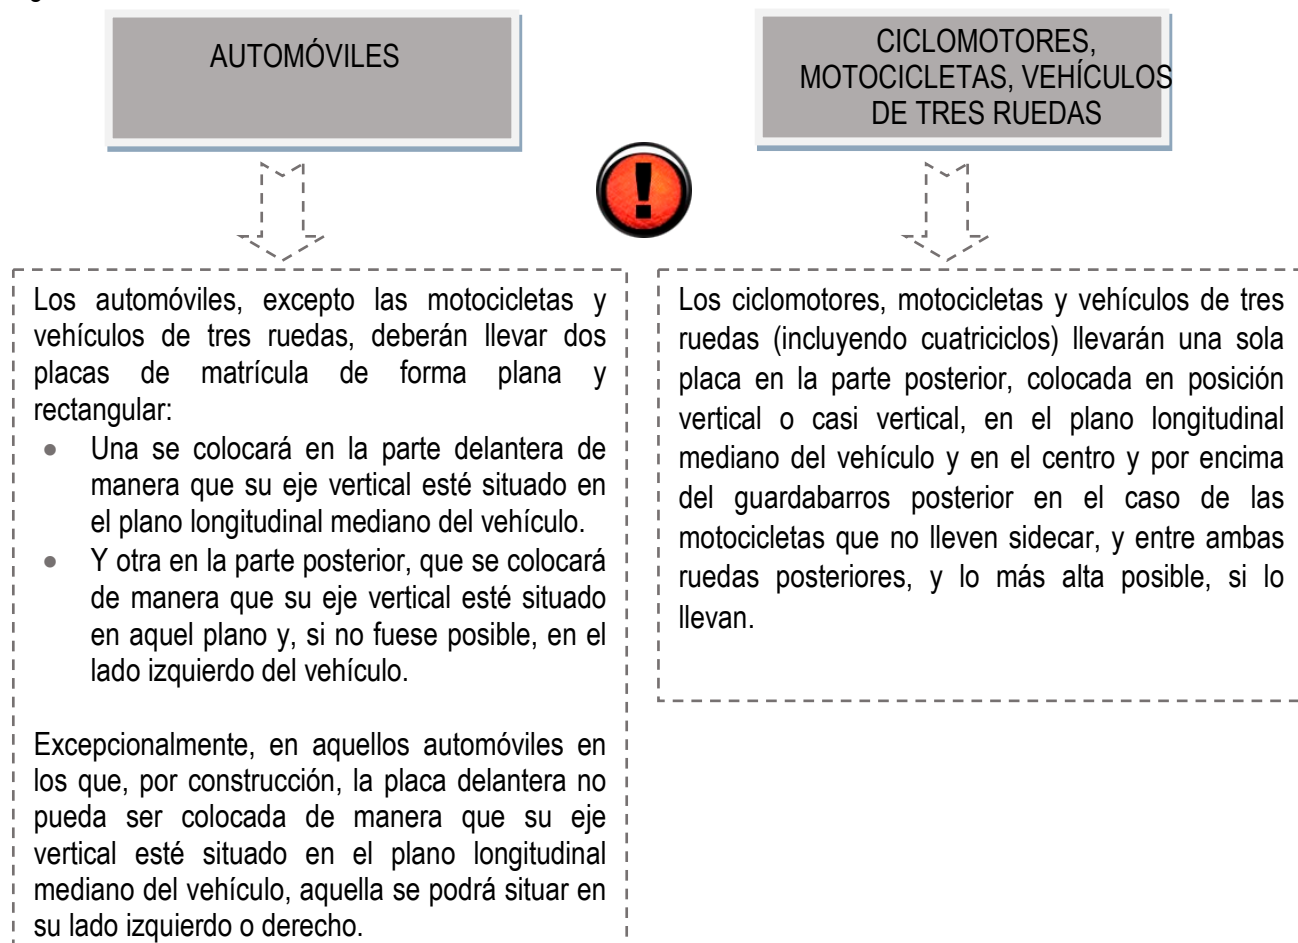 AUTOMÓVILES
CICLOMOTORES,
MOTOCICLETAS, VEHÍCULOS
DE TRES RUEDAS
!
Los automóviles, excepto las motocicletas y
vehículos de tres ruedas, deberán llevar dos
placas de matrícula de forma plana y
rectangular:
• Una se colocará en la parte delantera de
manera que su eje vertical esté situado en
el plano longitudinal mediano del vehículo.
• Y otra en la parte posterior, que se colocará
de manera que su eje vertical esté situado
en aquel plano y, si no fuese posible, en el
lado izquierdo del vehículo.
Excepcionalmente, en aquellos automóviles en
los que, por construcción, la placa delantera no
pueda ser colocada de manera que su eje
vertical esté situado en el plano longitudinal
mediano del vehículo, aquella se podrá situar en
su lado izquierdo o derecho.
Los ciclomotores, motocicletas y vehículos de tres
ruedas (incluyendo cuatriciclos) llevarán una sola
placa en la parte posterior, colocada en posición
vertical o casi vertical, en el plano longitudinal
mediano del vehículo y en el centro y por encima
del guardabarros posterior en el caso de las
motocicletas que no lleven sidecar, y entre ambas
ruedas posteriores, y lo más alta posible, si lo
llevan.